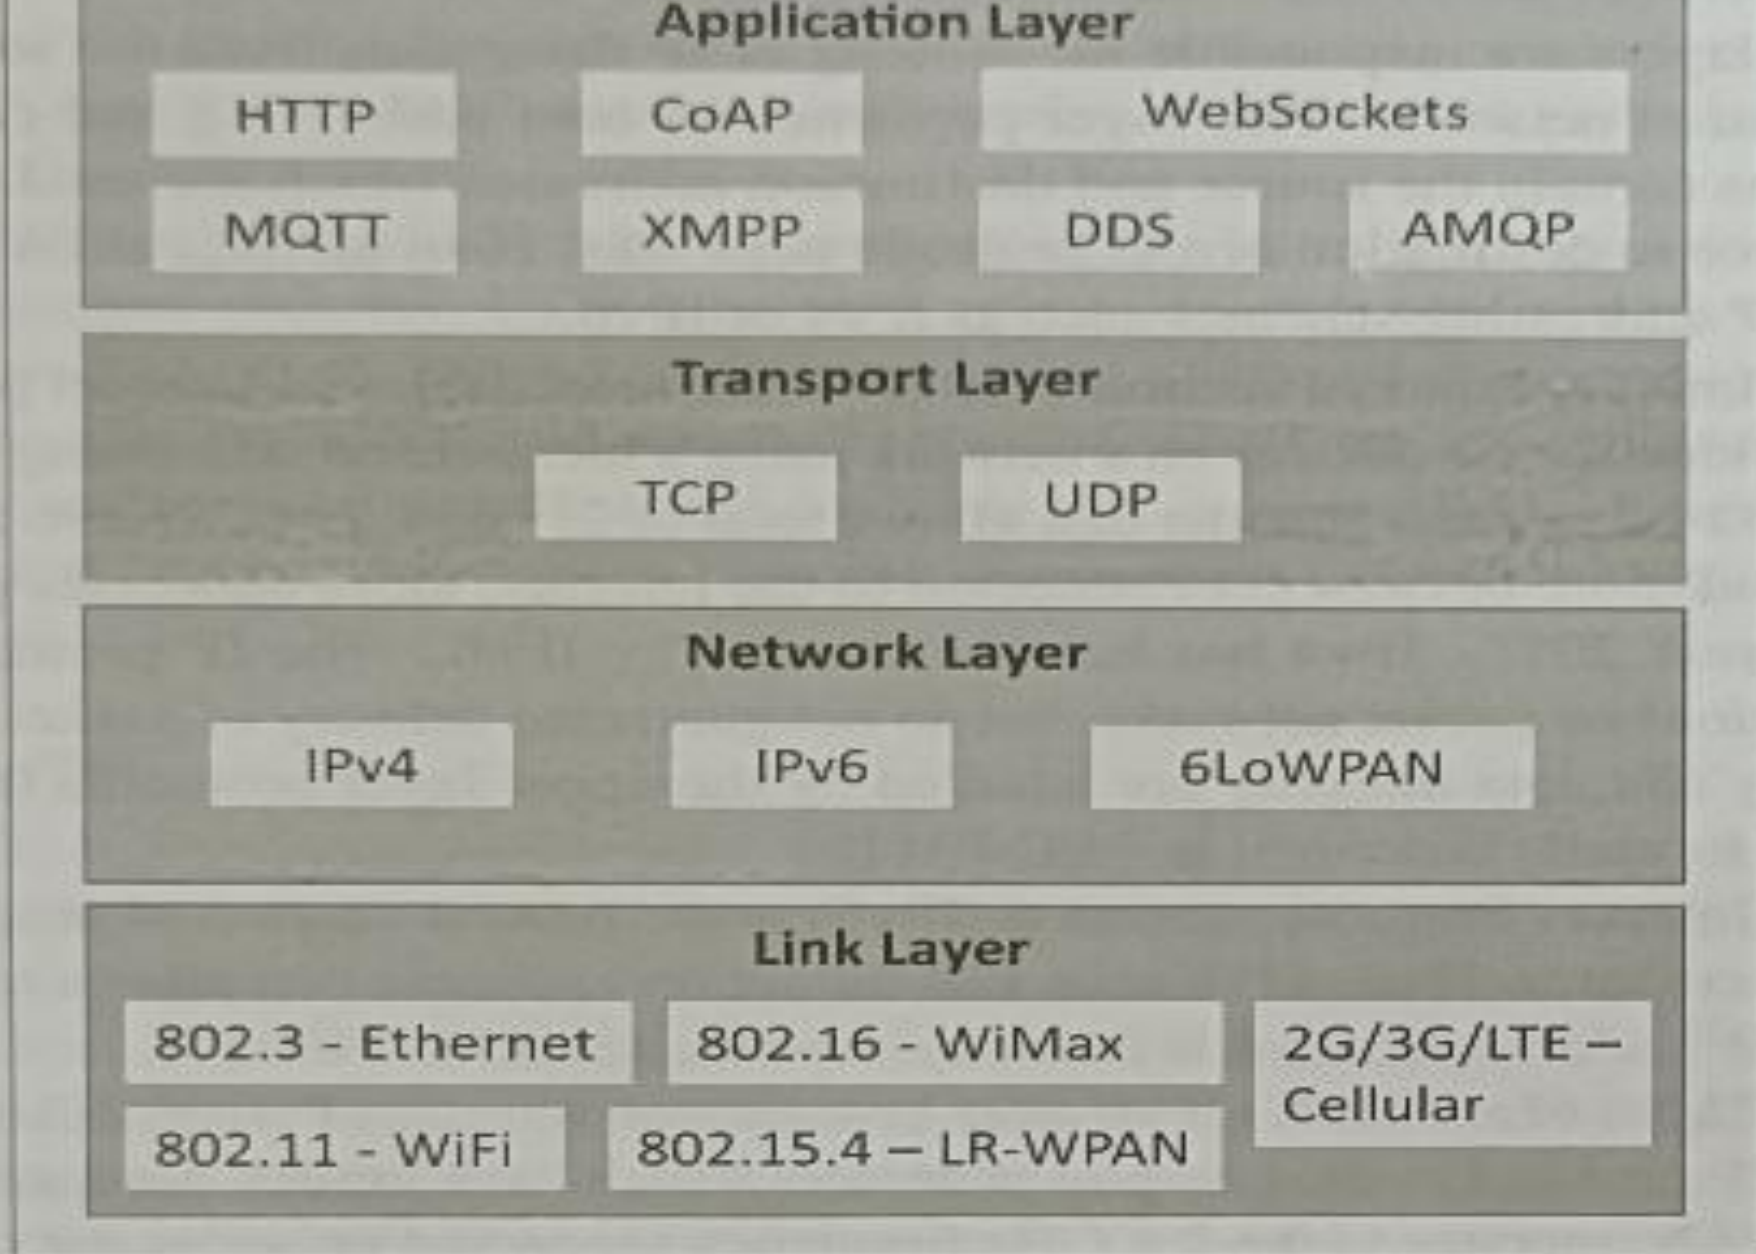 Application Layer
HTTP CoAP WebSockets
MQTT XMPP DDS AMQP
Transport Layer
TCP UDP
Network Layer
IPv4 IPv6 6LoWPAN
Link Layer
802.3 - Ethernet 802.16 - WiMax 2G/3G/LTE –
Cellular
802.11 - WiFi 802.15.4 – LR-WPAN